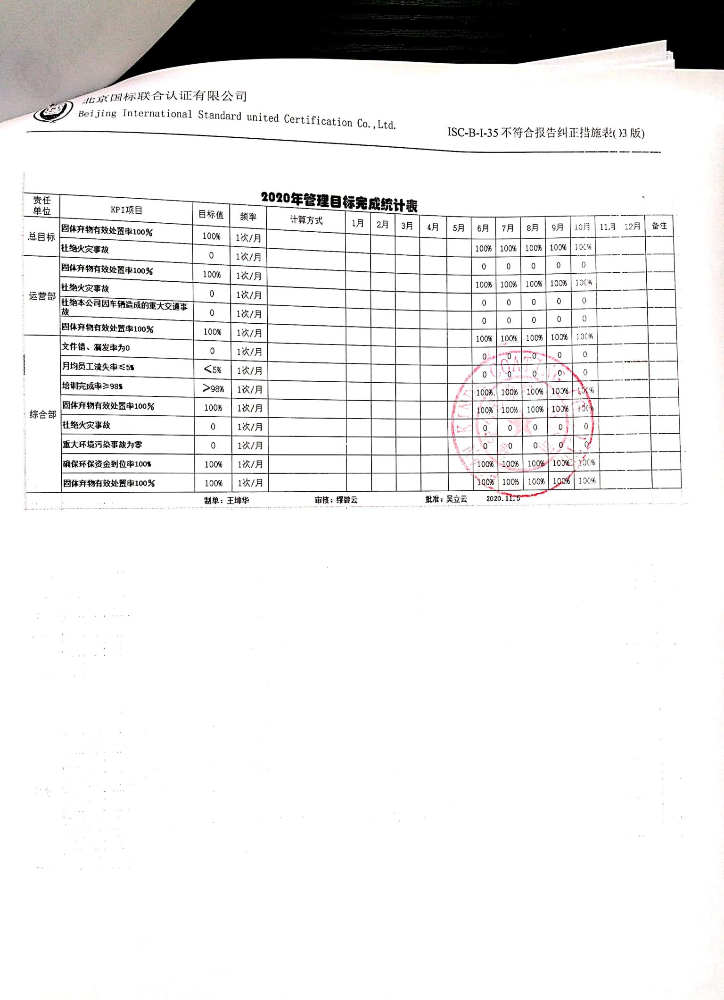 北京国标联合认证有限公司
Beijing International Standard united Certification Co.,Ltd.
ISC-B-I-35 不符合报告纠正措施表( )3 版)
2020年管理目标完成统计表
责任单位 KPI项目 目标值 频率 计算方式 1月 2月 3月 4月 5月 6月 7月 8月 9月 10月 11月 12月 备注
总目标 固体弃物有效处置率100% 100% 1次/月 100% 100% 100% 100% 100%
杜绝火灾事故 0 1次/月 0 0 0 0 0
运营部 固体弃物有效处置率100% 100% 1次/月 100% 100% 100% 100% 100%
杜绝火灾事故 0 1次/月 0 0 0 0 0
杜绝本公司因车辆造成的重大交通事故 0 1次/月 0 0 0 0 0
固体弃物有效处置率100% 100% 1次/月 100% 100% 100% 100% 100%
综合部 文件错、漏发率为0 0 1次/月 0 0 0 0 0
月均员工流失率≤5% ≤5% 1次/月 0 0 0 0 0
培训完成率≥98% ≥98% 1次/月 100% 100% 100% 100% 100%
固体弃物有效处置率100% 100% 1次/月 100% 100% 100% 100% 100%
杜绝火灾事故 0 1次/月 0 0 0 0 0
重大环境污染事故为零 0 1次/月 0 0 0 0 0
确保环保资金到位率100% 100% 1次/月 100% 100% 100% 100% 100%
固体弃物有效处置率100% 100% 1次/月 100% 100% 100% 100% 100%
制单：王坤华 审核：缪碧云 批准：吴立云 2020.11.5